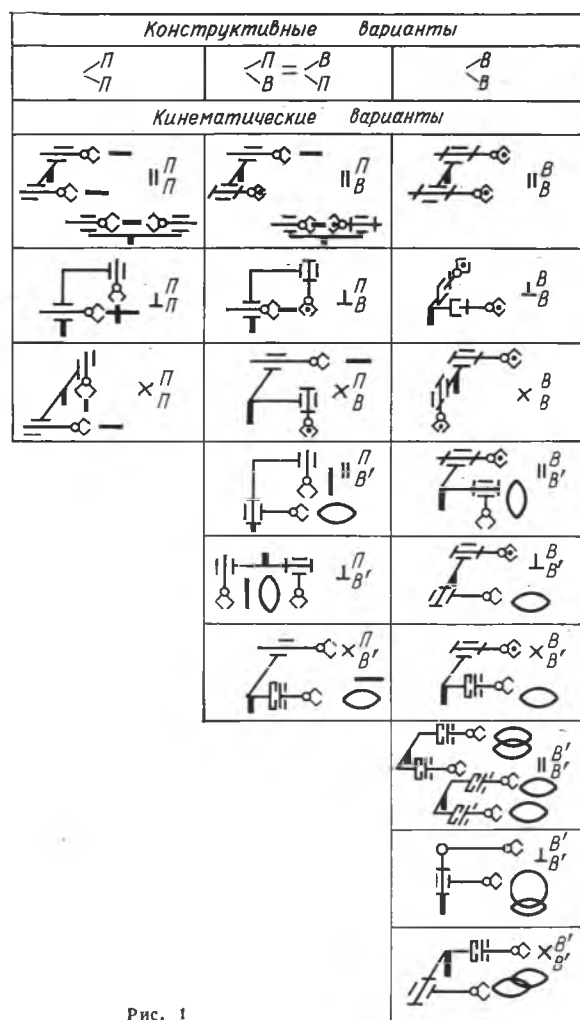 Конструктивные варианты
П П
П В = В П
В В
Кинематические варианты
|| П П
|| П В
|| В В
⊥ П П
⊥ П В
⊥ В В
× П П
× П В
× В В
|| П В'
|| В В'
⊥ П В'
⊥ В В'
× П В'
× В В'
|| В' В'
⊥ В' В'
× В' В'
Рис. 1